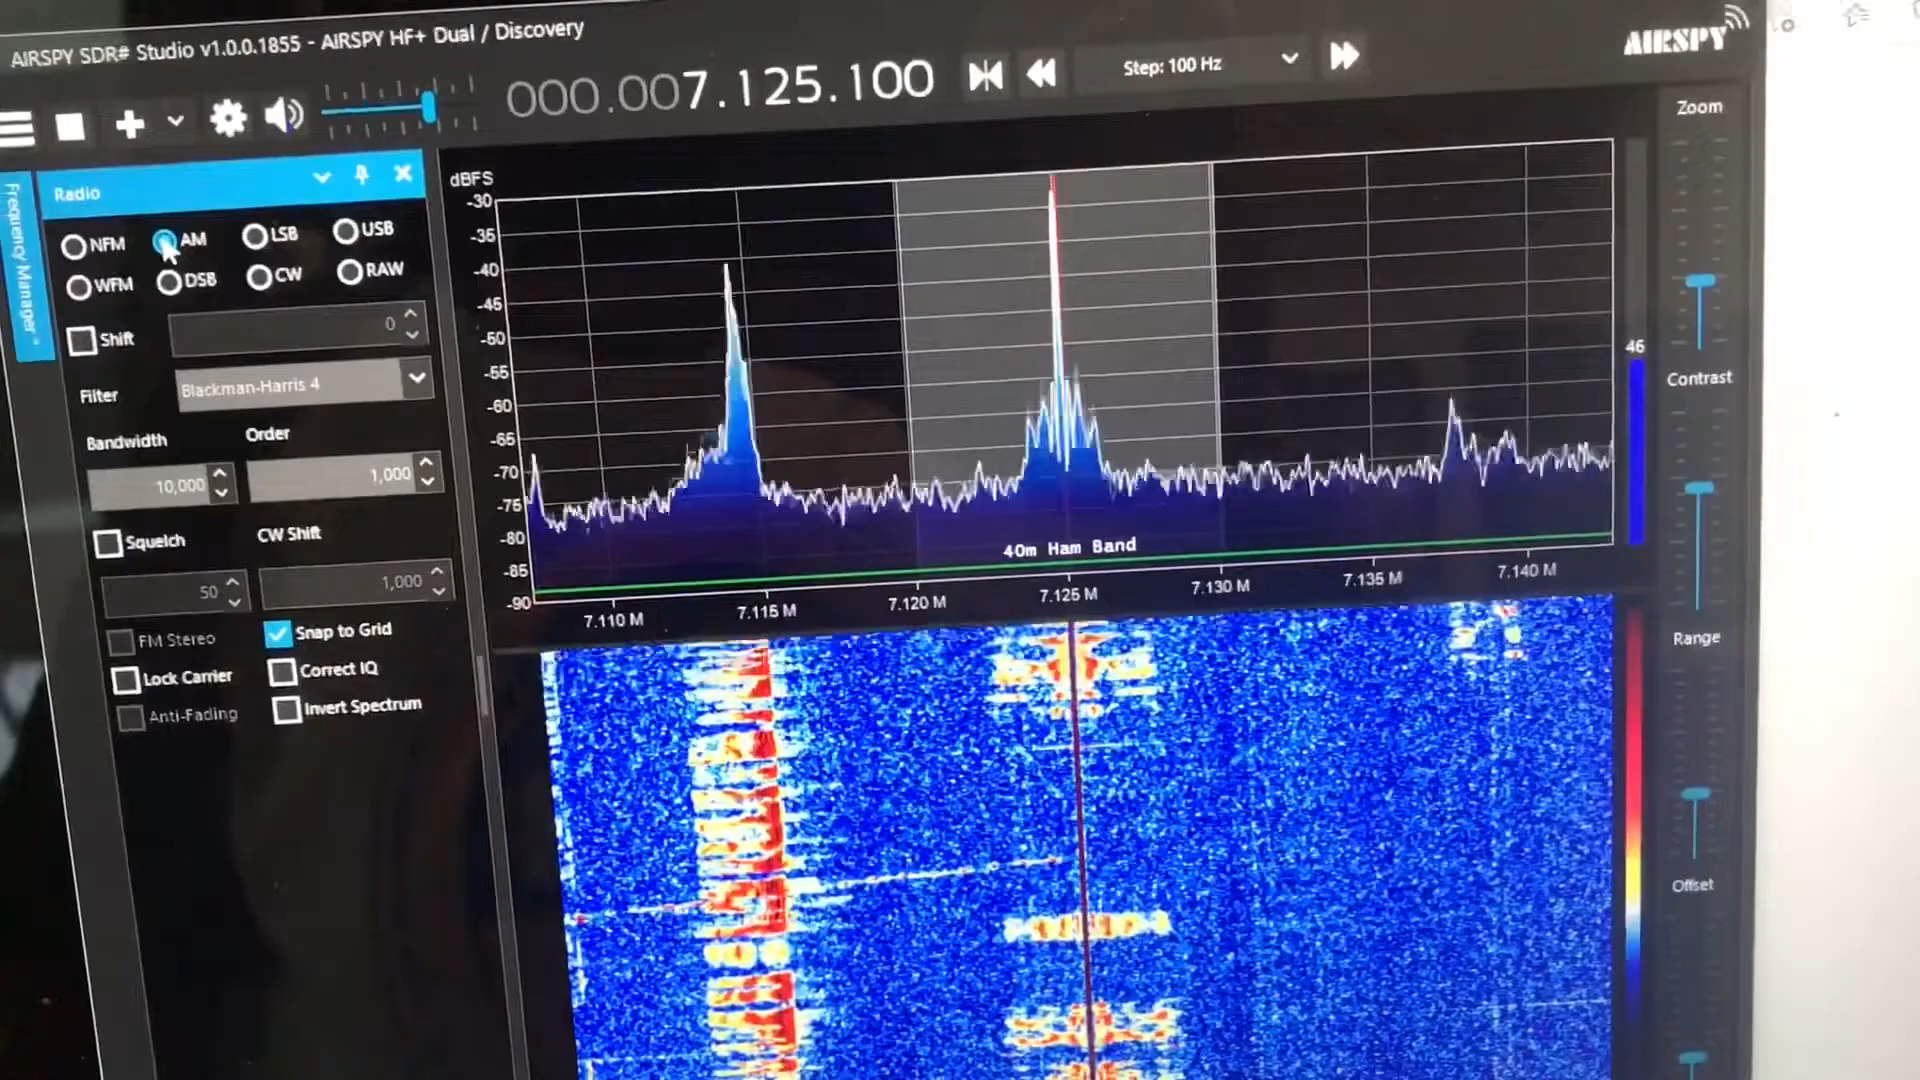 AIRSPY SDR# Studio v1.0.0.1855 - AIRSPY HF+ Dual / Discovery
AIRSPY
000.007.125.100
Step: 100 Hz
Zoom
Frequency Manager
Radio
NFM AM LSB USB
WFM DSB CW RAW
Shift 0
Filter Blackman-Harris 4
Bandwidth Order
10,000 1,000
Squelch CW Shift
50 1,000
FM Stereo Snap to Grid
Lock Carrier Correct IQ
Anti-Fading Invert Spectrum
dBFS
-30
-35
-40
-45
-50
-55
-60
-65
-70
-75
-80
-85
-90
40m Ham Band
7.110 M 7.115 M 7.120 M 7.125 M 7.130 M 7.135 M 7.140 M
46
Contrast
Range
Offset